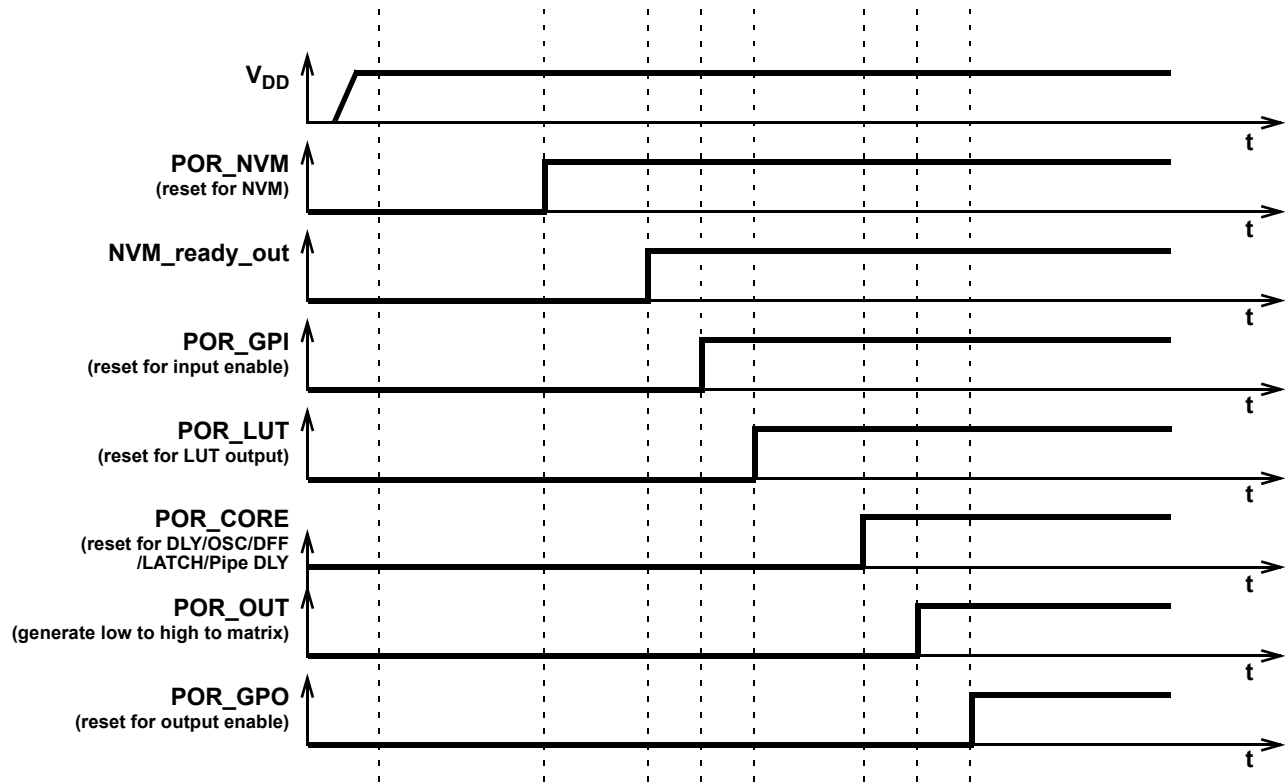 VDD
t
POR_NVM
(reset for NVM)
t
NVM_ready_out
t
POR_GPI
(reset for input enable)
t
POR_LUT
(reset for LUT output)
t
POR_CORE
(reset for DLY/OSC/DFF
/LATCH/Pipe DLY
t
POR_OUT
(generate low to high to matrix)
t
POR_GPO
(reset for output enable)
t